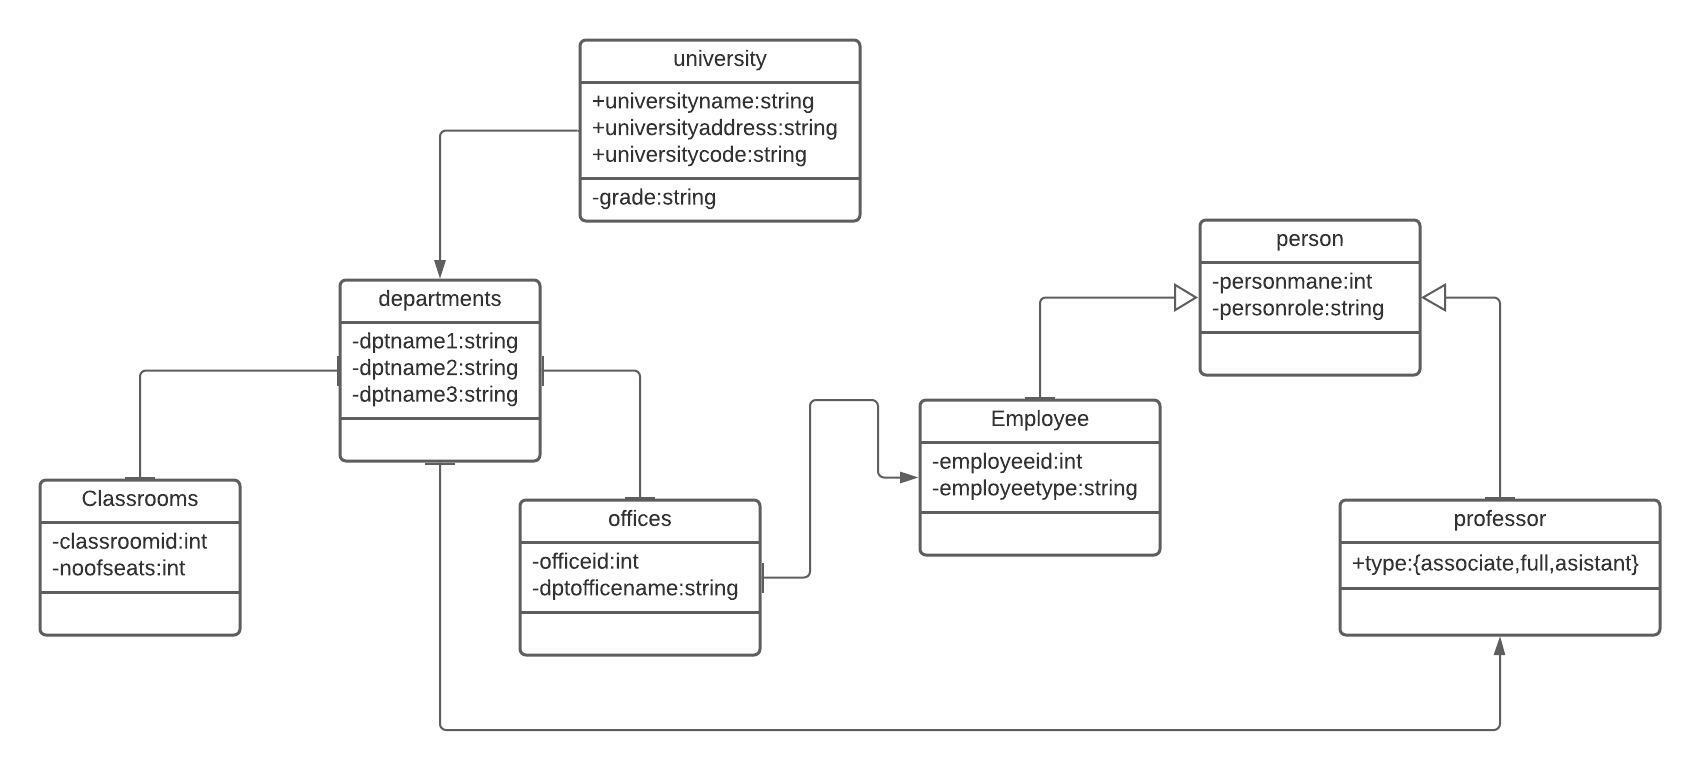 university
+universityname:string
+universityaddress:string
+universitycode:string
-grade:string
departments
-dptname1:string
-dptname2:string
-dptname3:string
person
-personmane:int
-personrole:string
Employee
-employeeid:int
-employeetype:string
Classrooms
-classroomid:int
-noofseats:int
offices
-officeid:int
-dptofficename:string
professor
+type:{associate,full,asistant}